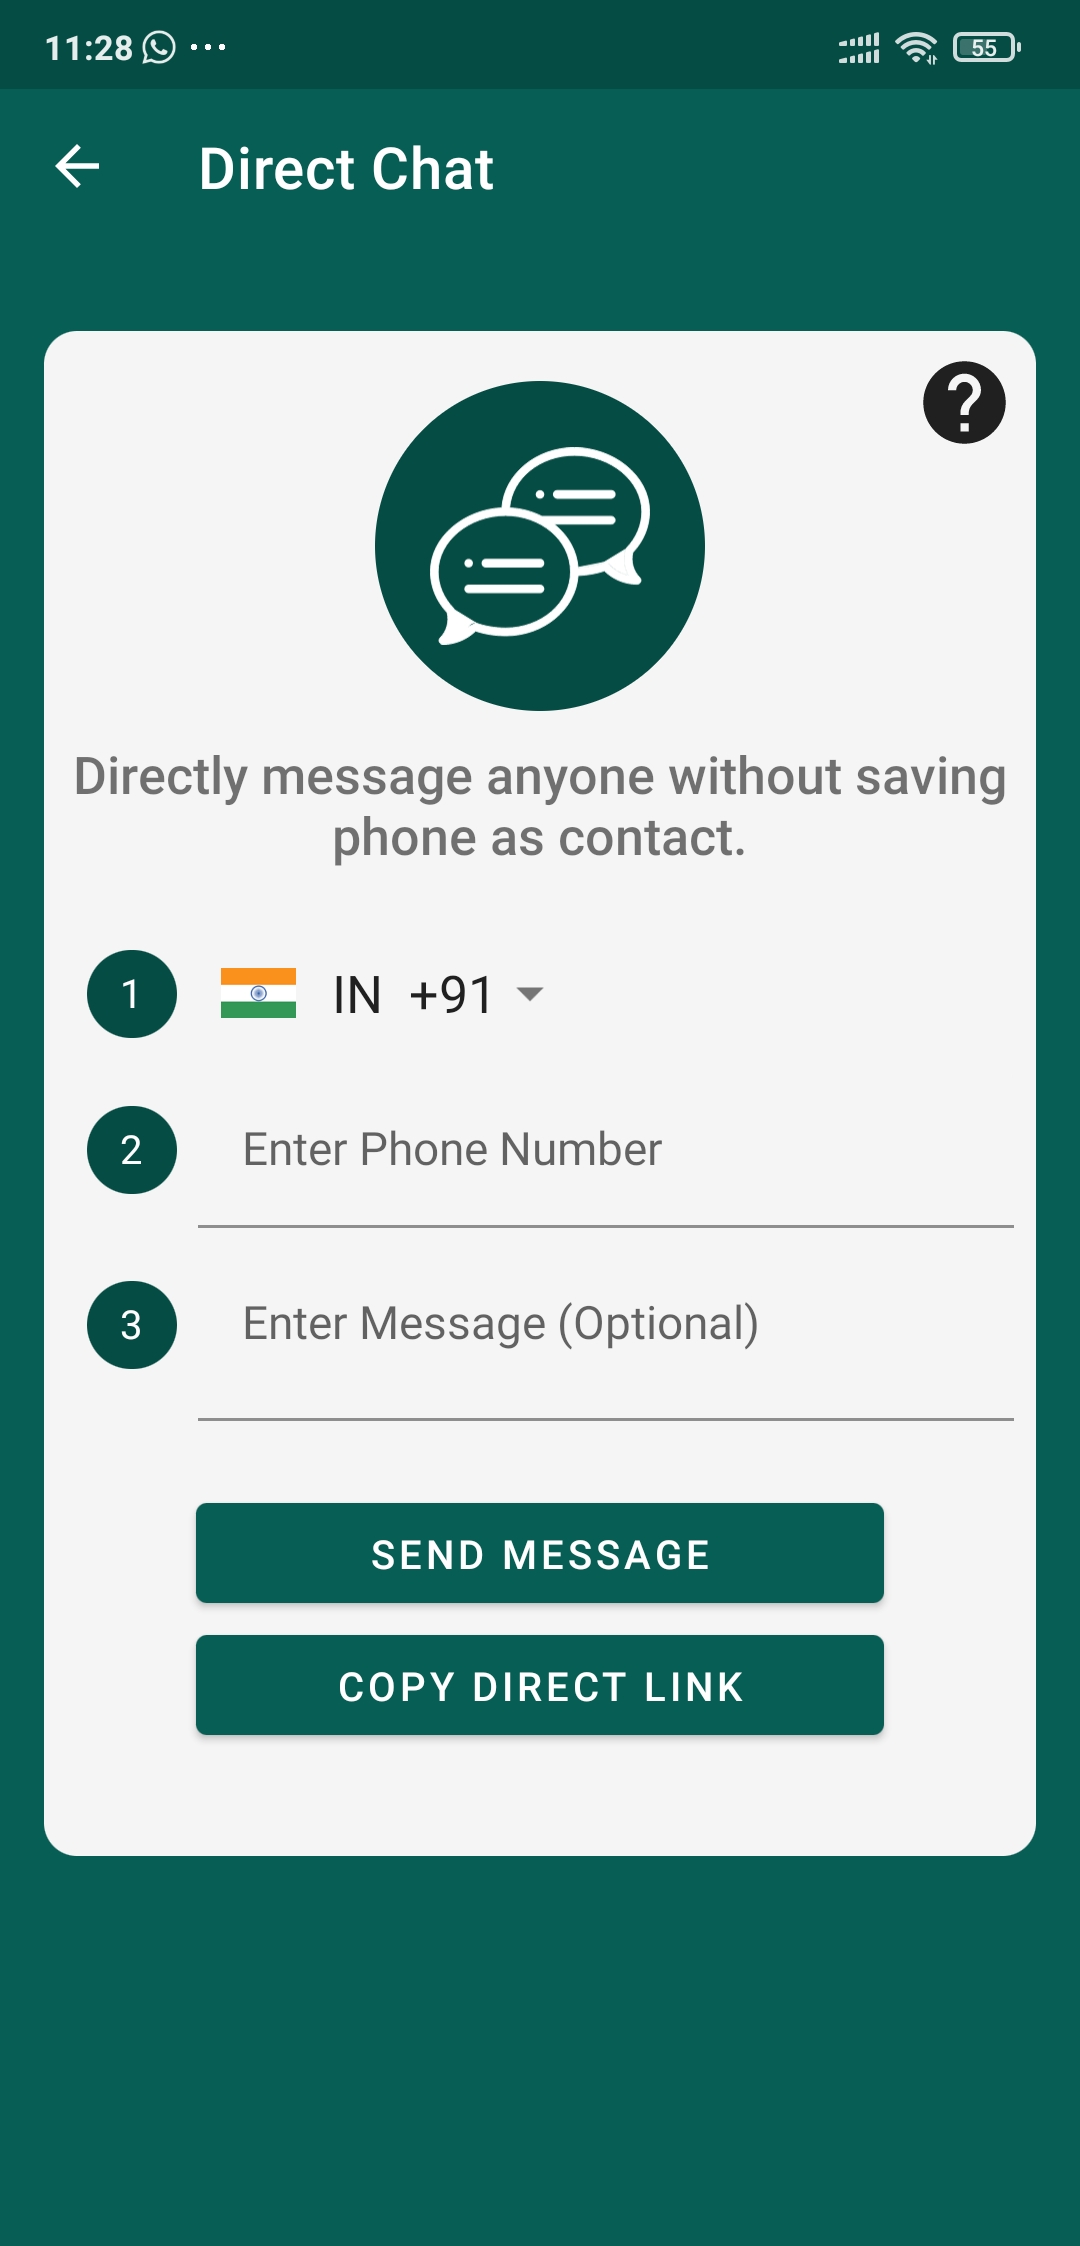 11:28
55
Direct Chat
?
Directly message anyone without saving
phone as contact.
1
IN +91
2
Enter Phone Number
3
Enter Message (Optional)
SEND MESSAGE
COPY DIRECT LINK